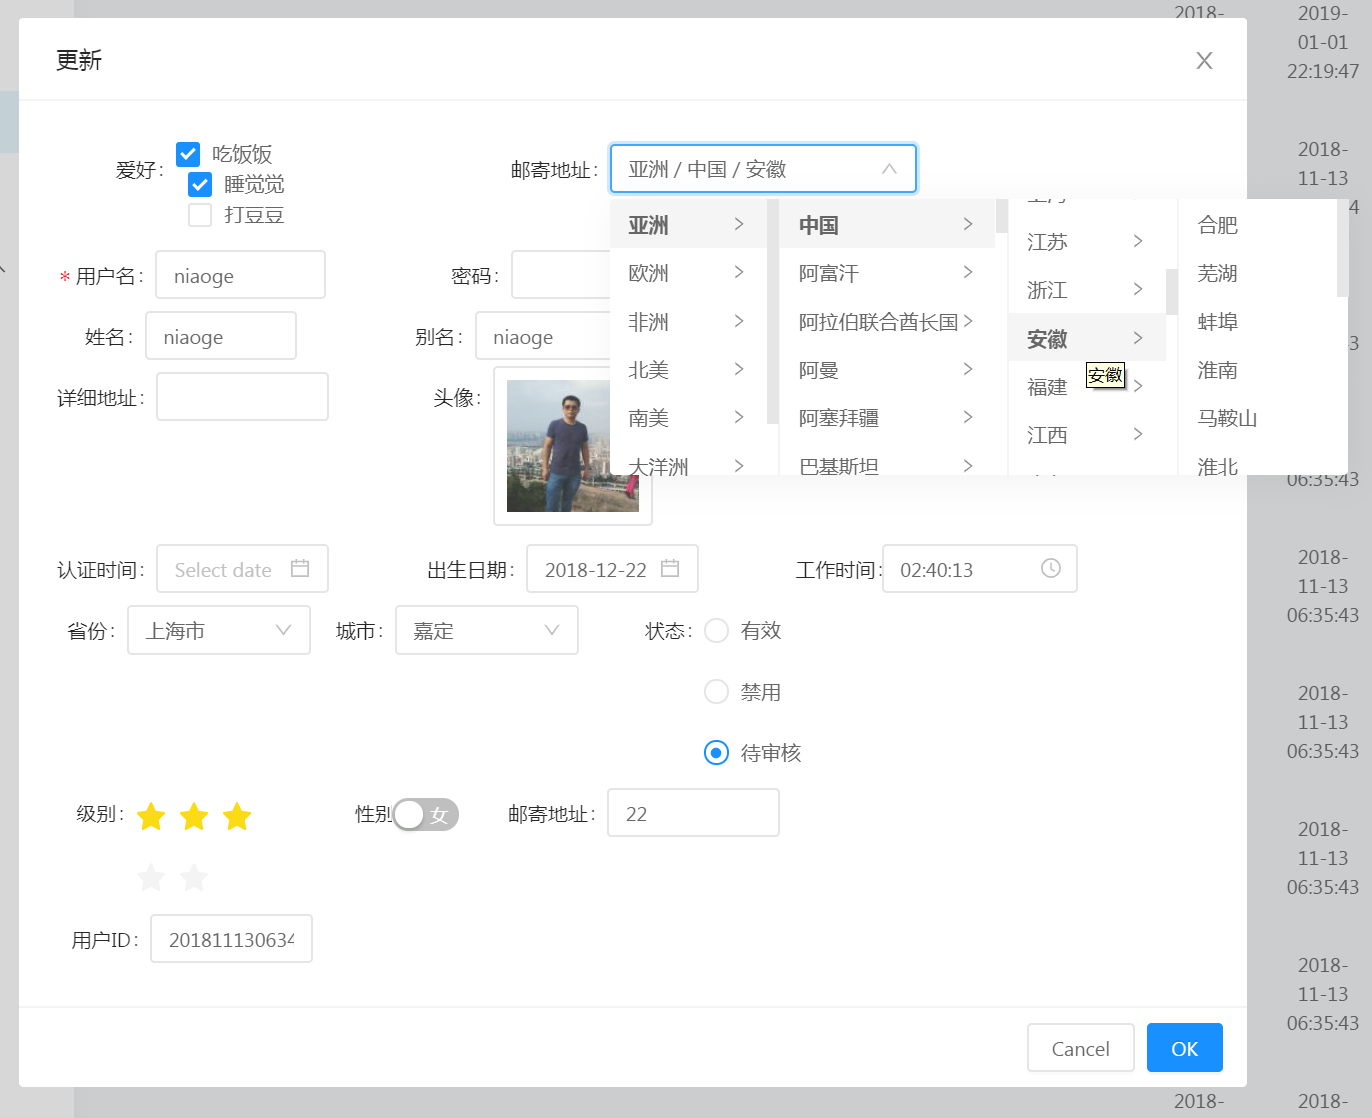 2018-
2019-
01-01
22:19:47
更新
X
爱好:
吃饭饭
睡觉觉
打豆豆
邮寄地址:
亚洲 / 中国 / 安徽
2018-
11-13
4
亚洲
中国
江苏
合肥
欧洲
阿富汗
浙江
芜湖
非洲
阿拉伯联合酋长国
安徽
蚌埠
北美
阿曼
福建
安徽
淮南
南美
阿塞拜疆
江西
马鞍山
大洋洲
巴基斯坦
淮北
3
06:35:43
* 用户名:
niaoge
密码:
姓名:
niaoge
别名:
niaoge
详细地址:
头像:
认证时间:
Select date
出生日期:
2018-12-22
工作时间:
02:40:13
2018-
11-13
06:35:43
省份:
上海市
城市:
嘉定
状态:
有效
禁用
待审核
2018-
11-13
06:35:43
级别:
性别
女
邮寄地址:
22
2018-
11-13
06:35:43
用户ID:
201811130634
2018-
11-13
06:35:43
Cancel
OK
2018-
2018-